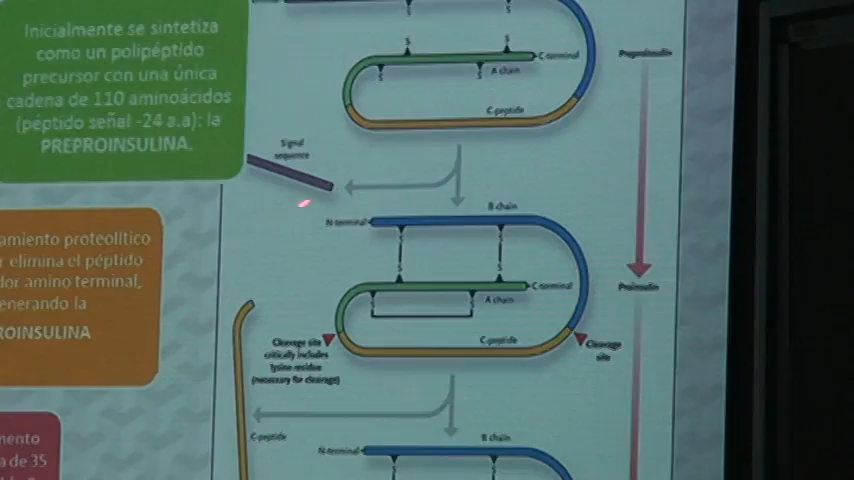 Inicialmente se sintetiza
como un polipéptido
precursor con una única
cadena de 110 aminoácidos
(péptido señal -24 a.a): la
PREPROINSULINA.
amiento proteolítico
r elimina el péptido
dor amino terminal,
enerando la
ROINSULINA
mento
a de 35
S
S
S
S
C-terminal
S
S
A chain
C-peptide
Preproinsulin
Signal
sequence
B chain
N-terminal
S
S
S
S
C-terminal
S
S
A chain
C-peptide
Proinsulin
Cleavage site
critically includes
lysine residue
(necessary for cleavage)
Cleavage
site
C-peptide
B chain
N-terminal
S
S